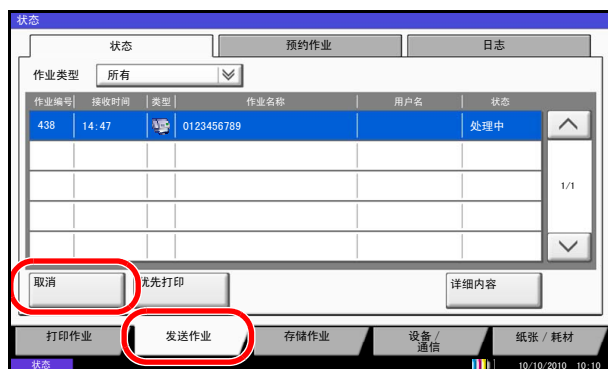 状态
状态 预约作业 日志
作业类型 所有
作业编号 接收时间 类型 作业名称 用户名 状态
438 14:47 0123456789 处理中
1/1
取消 优先打印 详细内容
打印作业 发送作业 存储作业 设备/ 纸张/耗材
通信
状态 10/10/2010 10:10